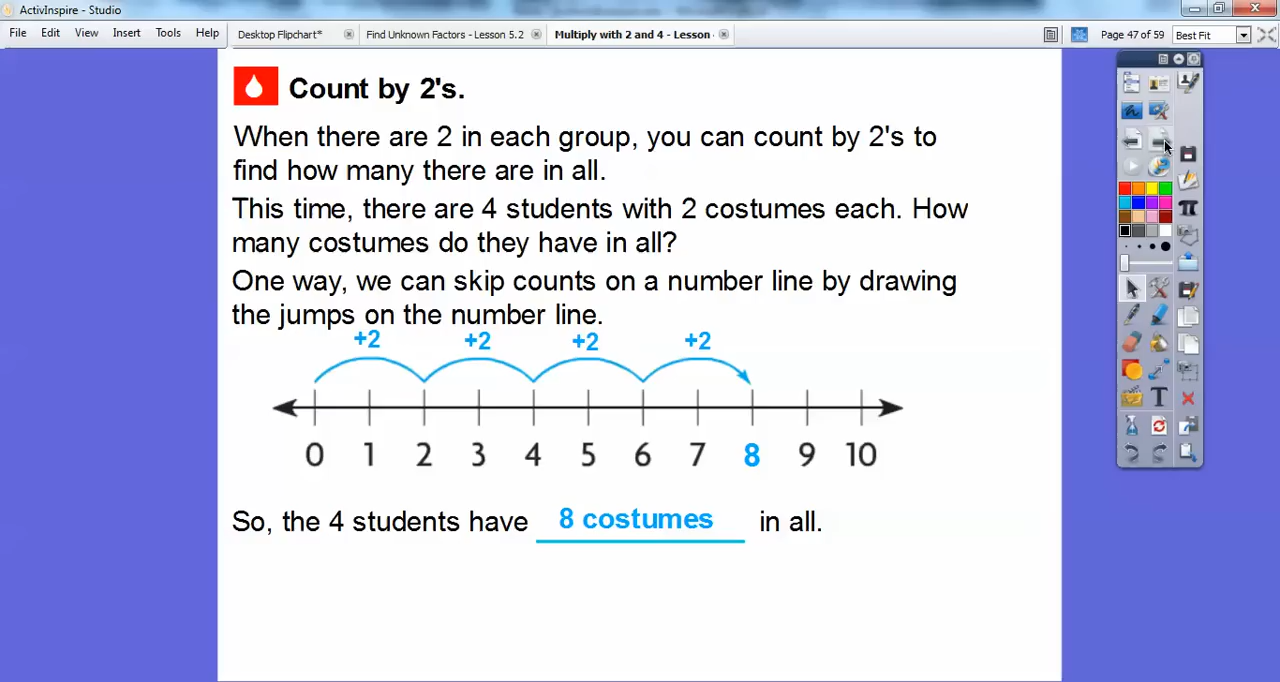 ActivInspire - Studio
File Edit View Insert Tools Help
Desktop Flipchart* Find Unknown Factors - Lesson 5.2 Multiply with 2 and 4 - Lesson
Page 47 of 59 Best Fit
Count by 2's.
When there are 2 in each group, you can count by 2's to
find how many there are in all.
This time, there are 4 students with 2 costumes each. How
many costumes do they have in all?
One way, we can skip counts on a number line by drawing
the jumps on the number line.
+2 +2 +2 +2
0 1 2 3 4 5 6 7 8 9 10
So, the 4 students have 8 costumes in all.